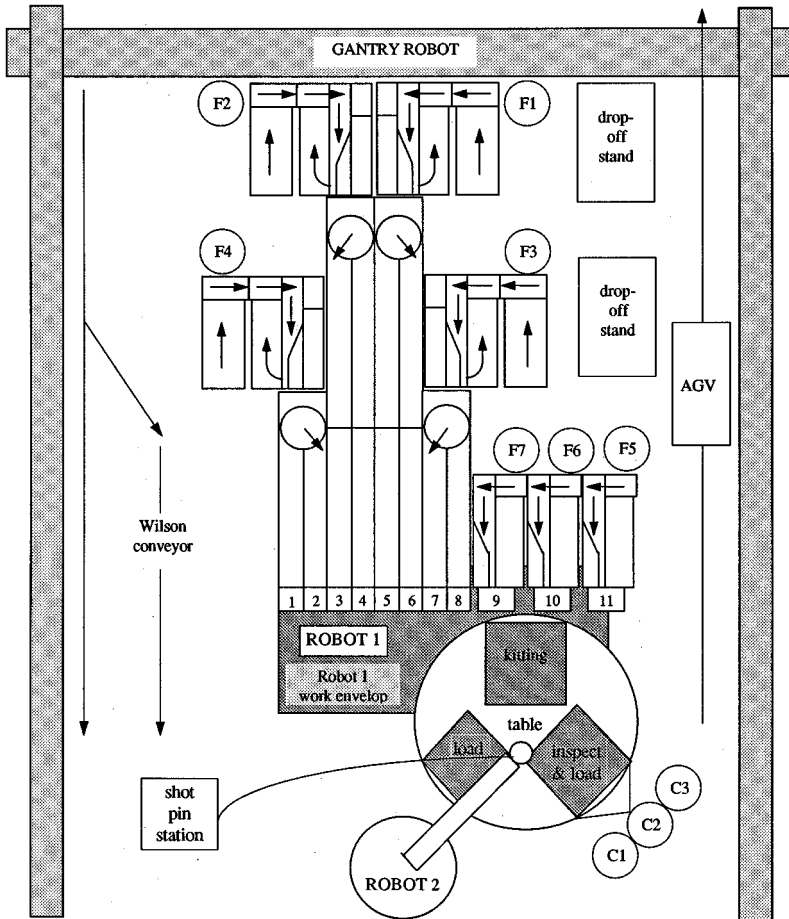 GANTRY ROBOT
F2
F1
drop-
off
stand
F4
F3
drop-
off
stand
AGV
F7
F6
F5
Wilson
conveyor
1 2 3 4 5 6 7 8 9 10 11
ROBOT 1
kitting
Robot 1
work envelop
table
load
inspect
& load
shot
pin
station
C3
C2
C1
ROBOT 2